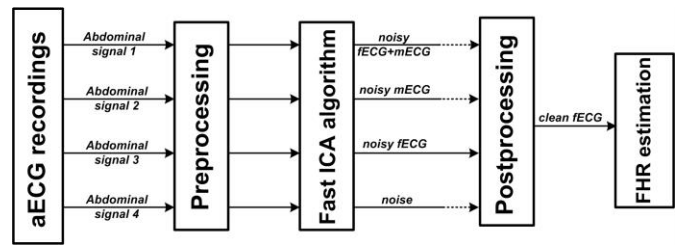 aECG recordings
Abdominal
signal 1
Abdominal
signal 2
Abdominal
signal 3
Abdominal
signal 4
Preprocessing
Fast ICA algorithm
noisy
fECG+mECG
noisy mECG
noisy fECG
noise
Postprocessing
clean fECG
FHR estimation